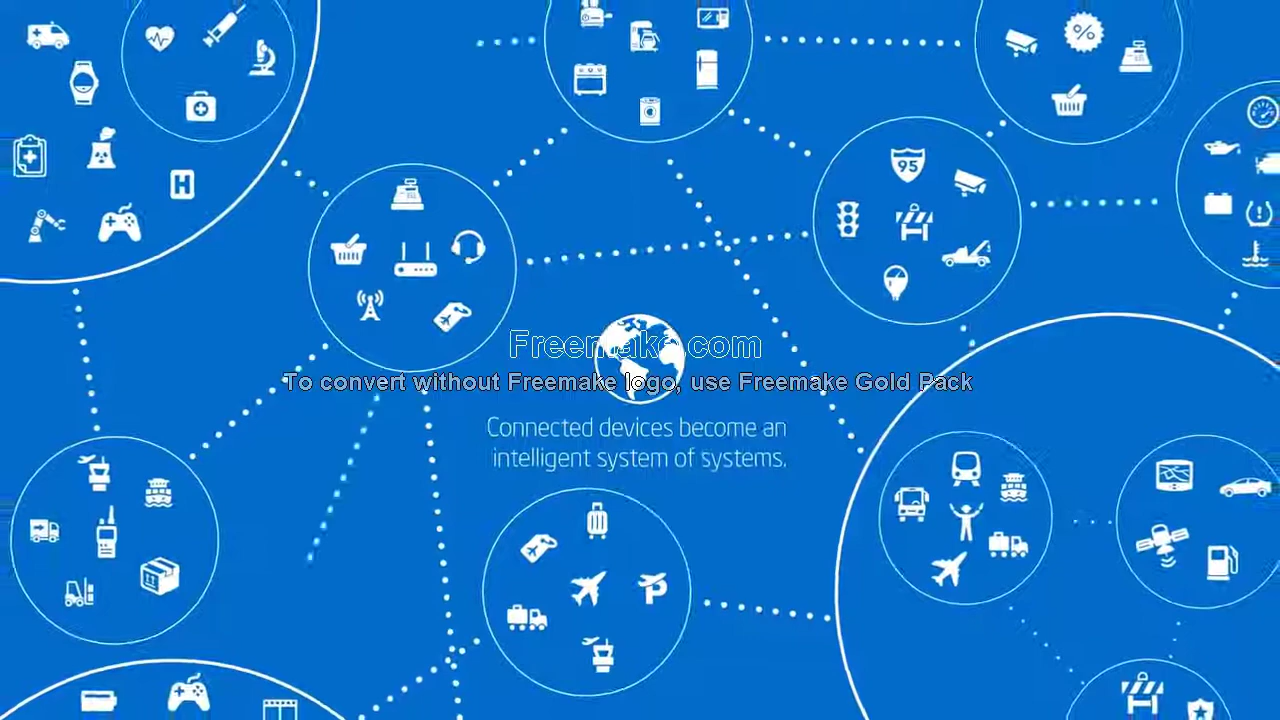 95
H
Freemake.com
To convert without Freemake logo, use Freemake Gold Pack
Connected devices become an
intelligent system of systems.
P